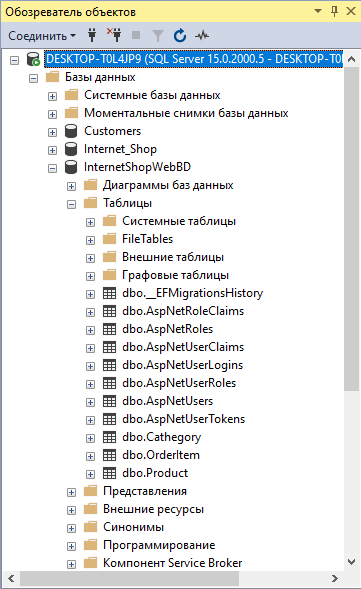 Обозреватель объектов
Соединить
DESKTOP-T0L4JP9 (SQL Server 15.0.2000.5 - DESKTOP-T0
Базы данных
Системные базы данных
Моментальные снимки базы данных
Customers
Internet_Shop
InternetShopWebBD
Диаграммы баз данных
Таблицы
Системные таблицы
FileTables
Внешние таблицы
Графовые таблицы
dbo.__EFMigrationsHistory
dbo.AspNetRoleClaims
dbo.AspNetRoles
dbo.AspNetUserClaims
dbo.AspNetUserLogins
dbo.AspNetUserRoles
dbo.AspNetUsers
dbo.AspNetUserTokens
dbo.Cathegory
dbo.OrderItem
dbo.Product
Представления
Внешние ресурсы
Синонимы
Программирование
Компонент Service Broker